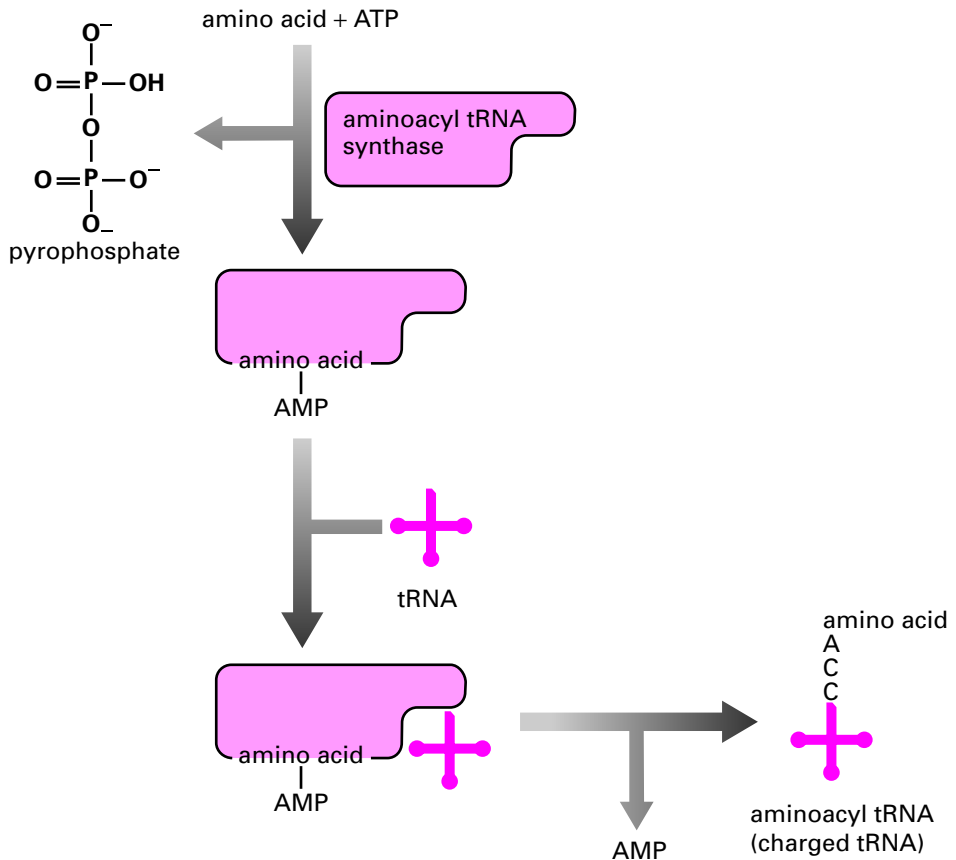 amino acid + ATP
O−
O=P—OH
O
O=P—O−
O−
pyrophosphate
aminoacyl tRNA
synthase
amino acid
AMP
tRNA
amino acid
AMP
AMP
amino acid
A
C
C
aminoacyl tRNA
(charged tRNA)